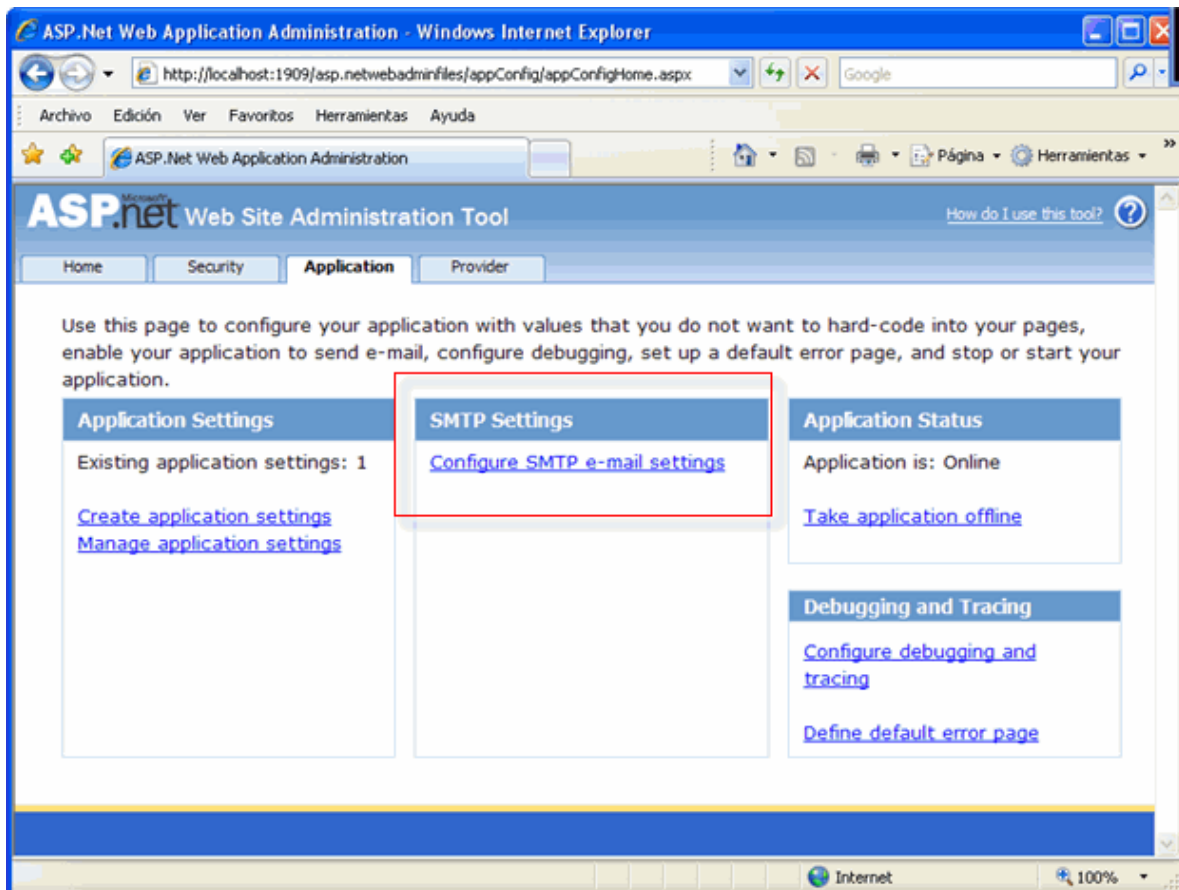 ASP.Net Web Application Administration - Windows Internet Explorer
http://localhost:1909/asp.netwebadminfiles/appConfig/appConfigHome.aspx
Google
Archivo Edición Ver Favoritos Herramientas Ayuda
ASP.Net Web Application Administration
Página Herramientas
Microsoft
ASP.net Web Site Administration Tool
How do I use this tool? ?
Home Security Application Provider
Use this page to configure your application with values that you do not want to hard-code into your pages,
enable your application to send e-mail, configure debugging, set up a default error page, and stop or start your
application.
Application Settings
Existing application settings: 1
Create application settings
Manage application settings
SMTP Settings
Configure SMTP e-mail settings
Application Status
Application is: Online
Take application offline
Debugging and Tracing
Configure debugging and
tracing
Define default error page
Internet 100%